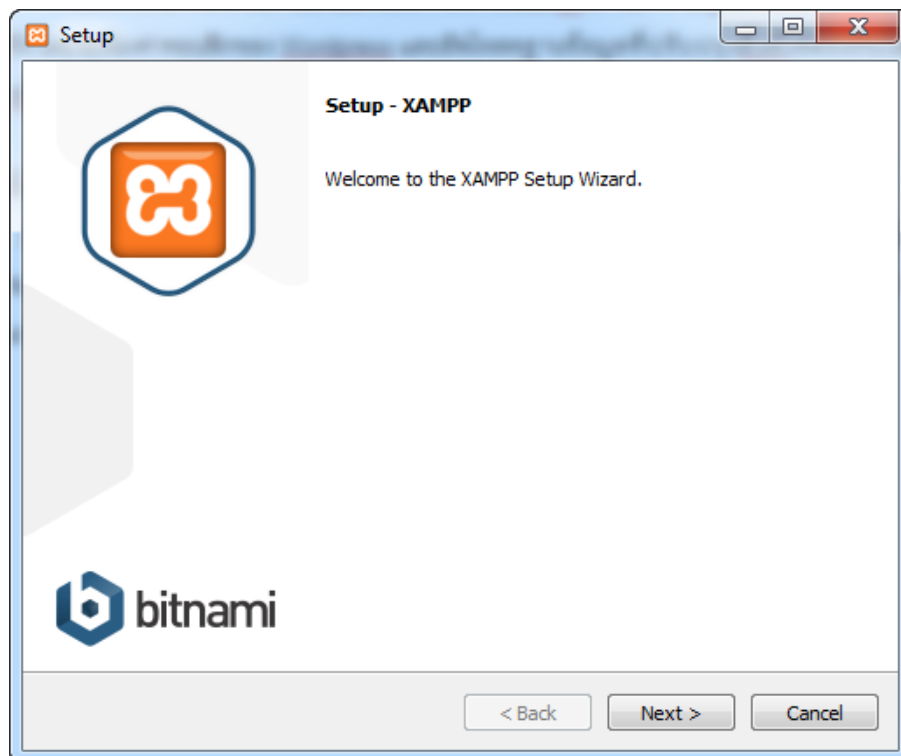 Setup
Setup - XAMPP
Welcome to the XAMPP Setup Wizard.
bitnami
< Back
Next >
Cancel